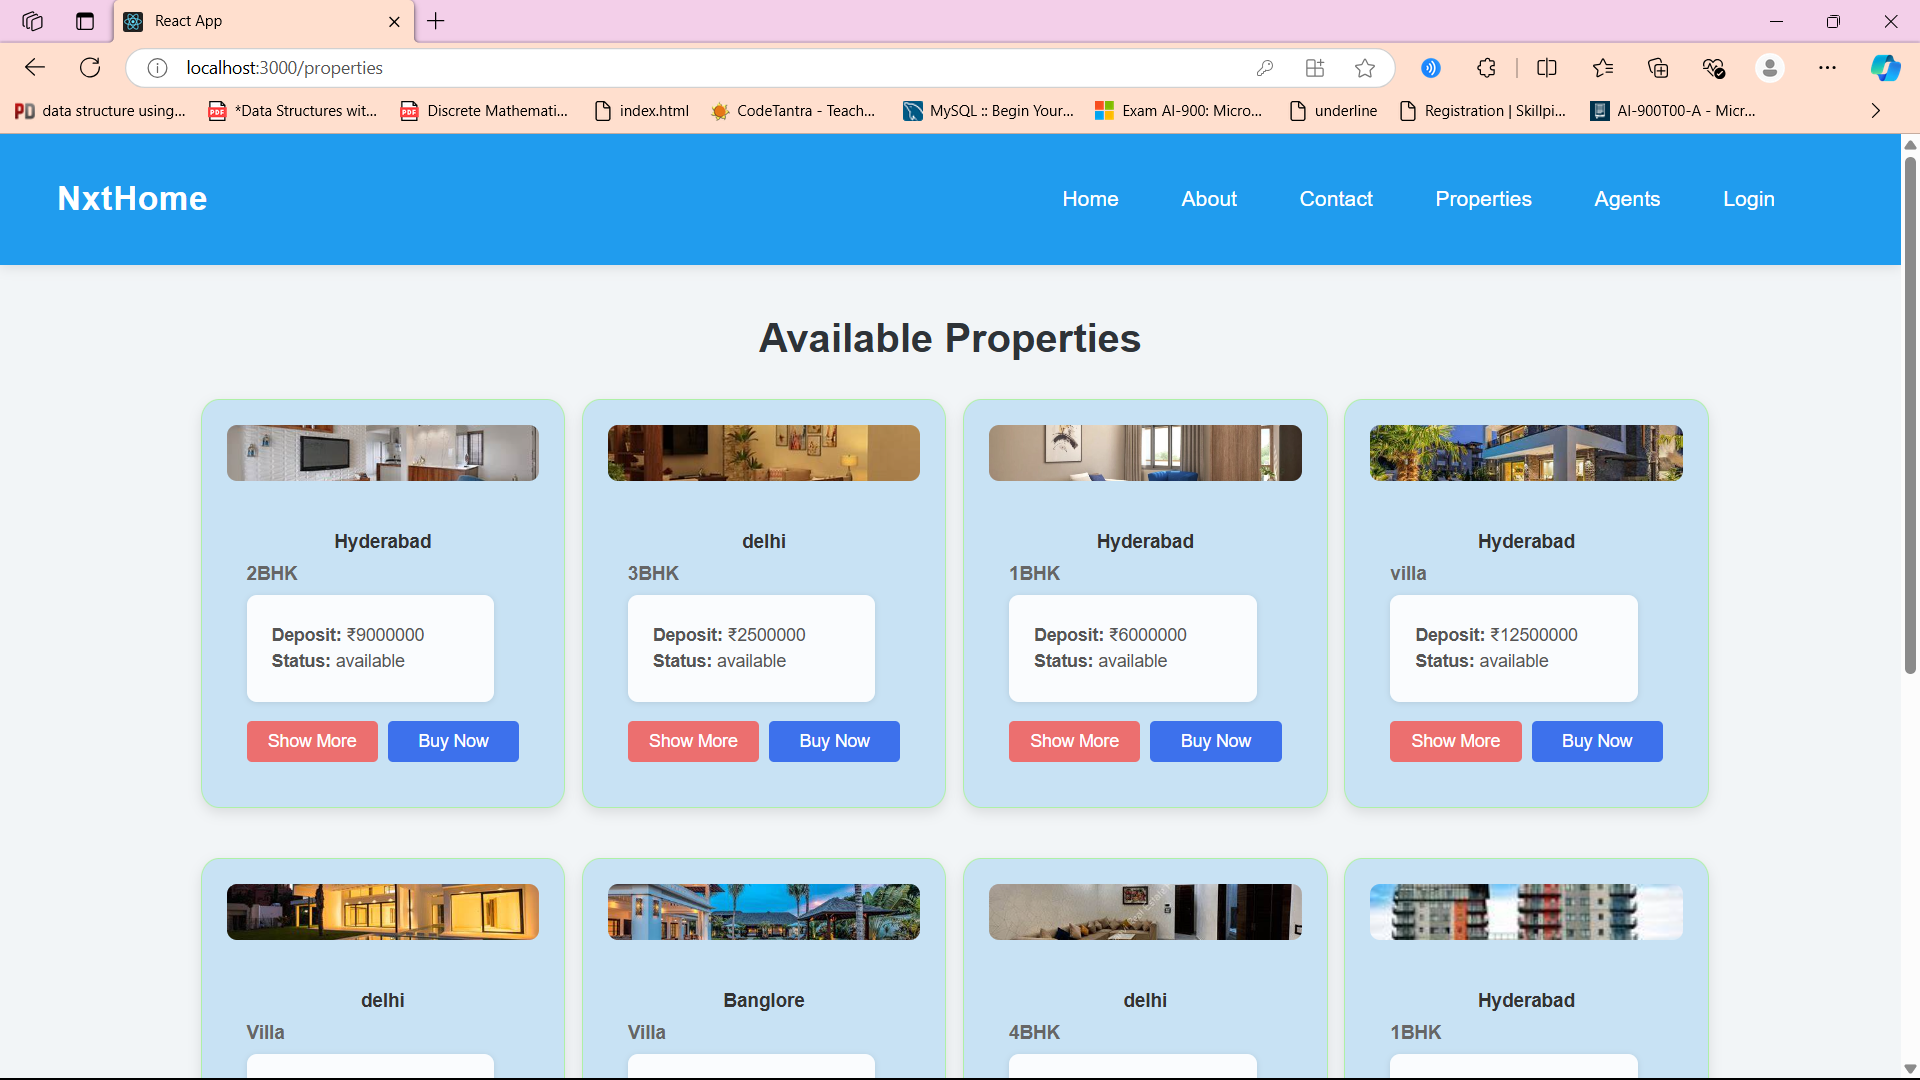 React App
localhost:3000/properties
data structure using...
*Data Structures wit...
Discrete Mathemati...
index.html
CodeTantra - Teach...
MySQL :: Begin Your...
Exam AI-900: Micro...
underline
Registration | Skillpi...
AI-900T00-A - Micr...
NxtHome
Home
About
Contact
Properties
Agents
Login
Available Properties
Hyderabad
2BHK
Deposit: ₹9000000
Status: available
Show More
Buy Now
delhi
3BHK
Deposit: ₹2500000
Status: available
Show More
Buy Now
Hyderabad
1BHK
Deposit: ₹6000000
Status: available
Show More
Buy Now
Hyderabad
villa
Deposit: ₹12500000
Status: available
Show More
Buy Now
delhi
Villa
Banglore
Villa
delhi
4BHK
Hyderabad
1BHK